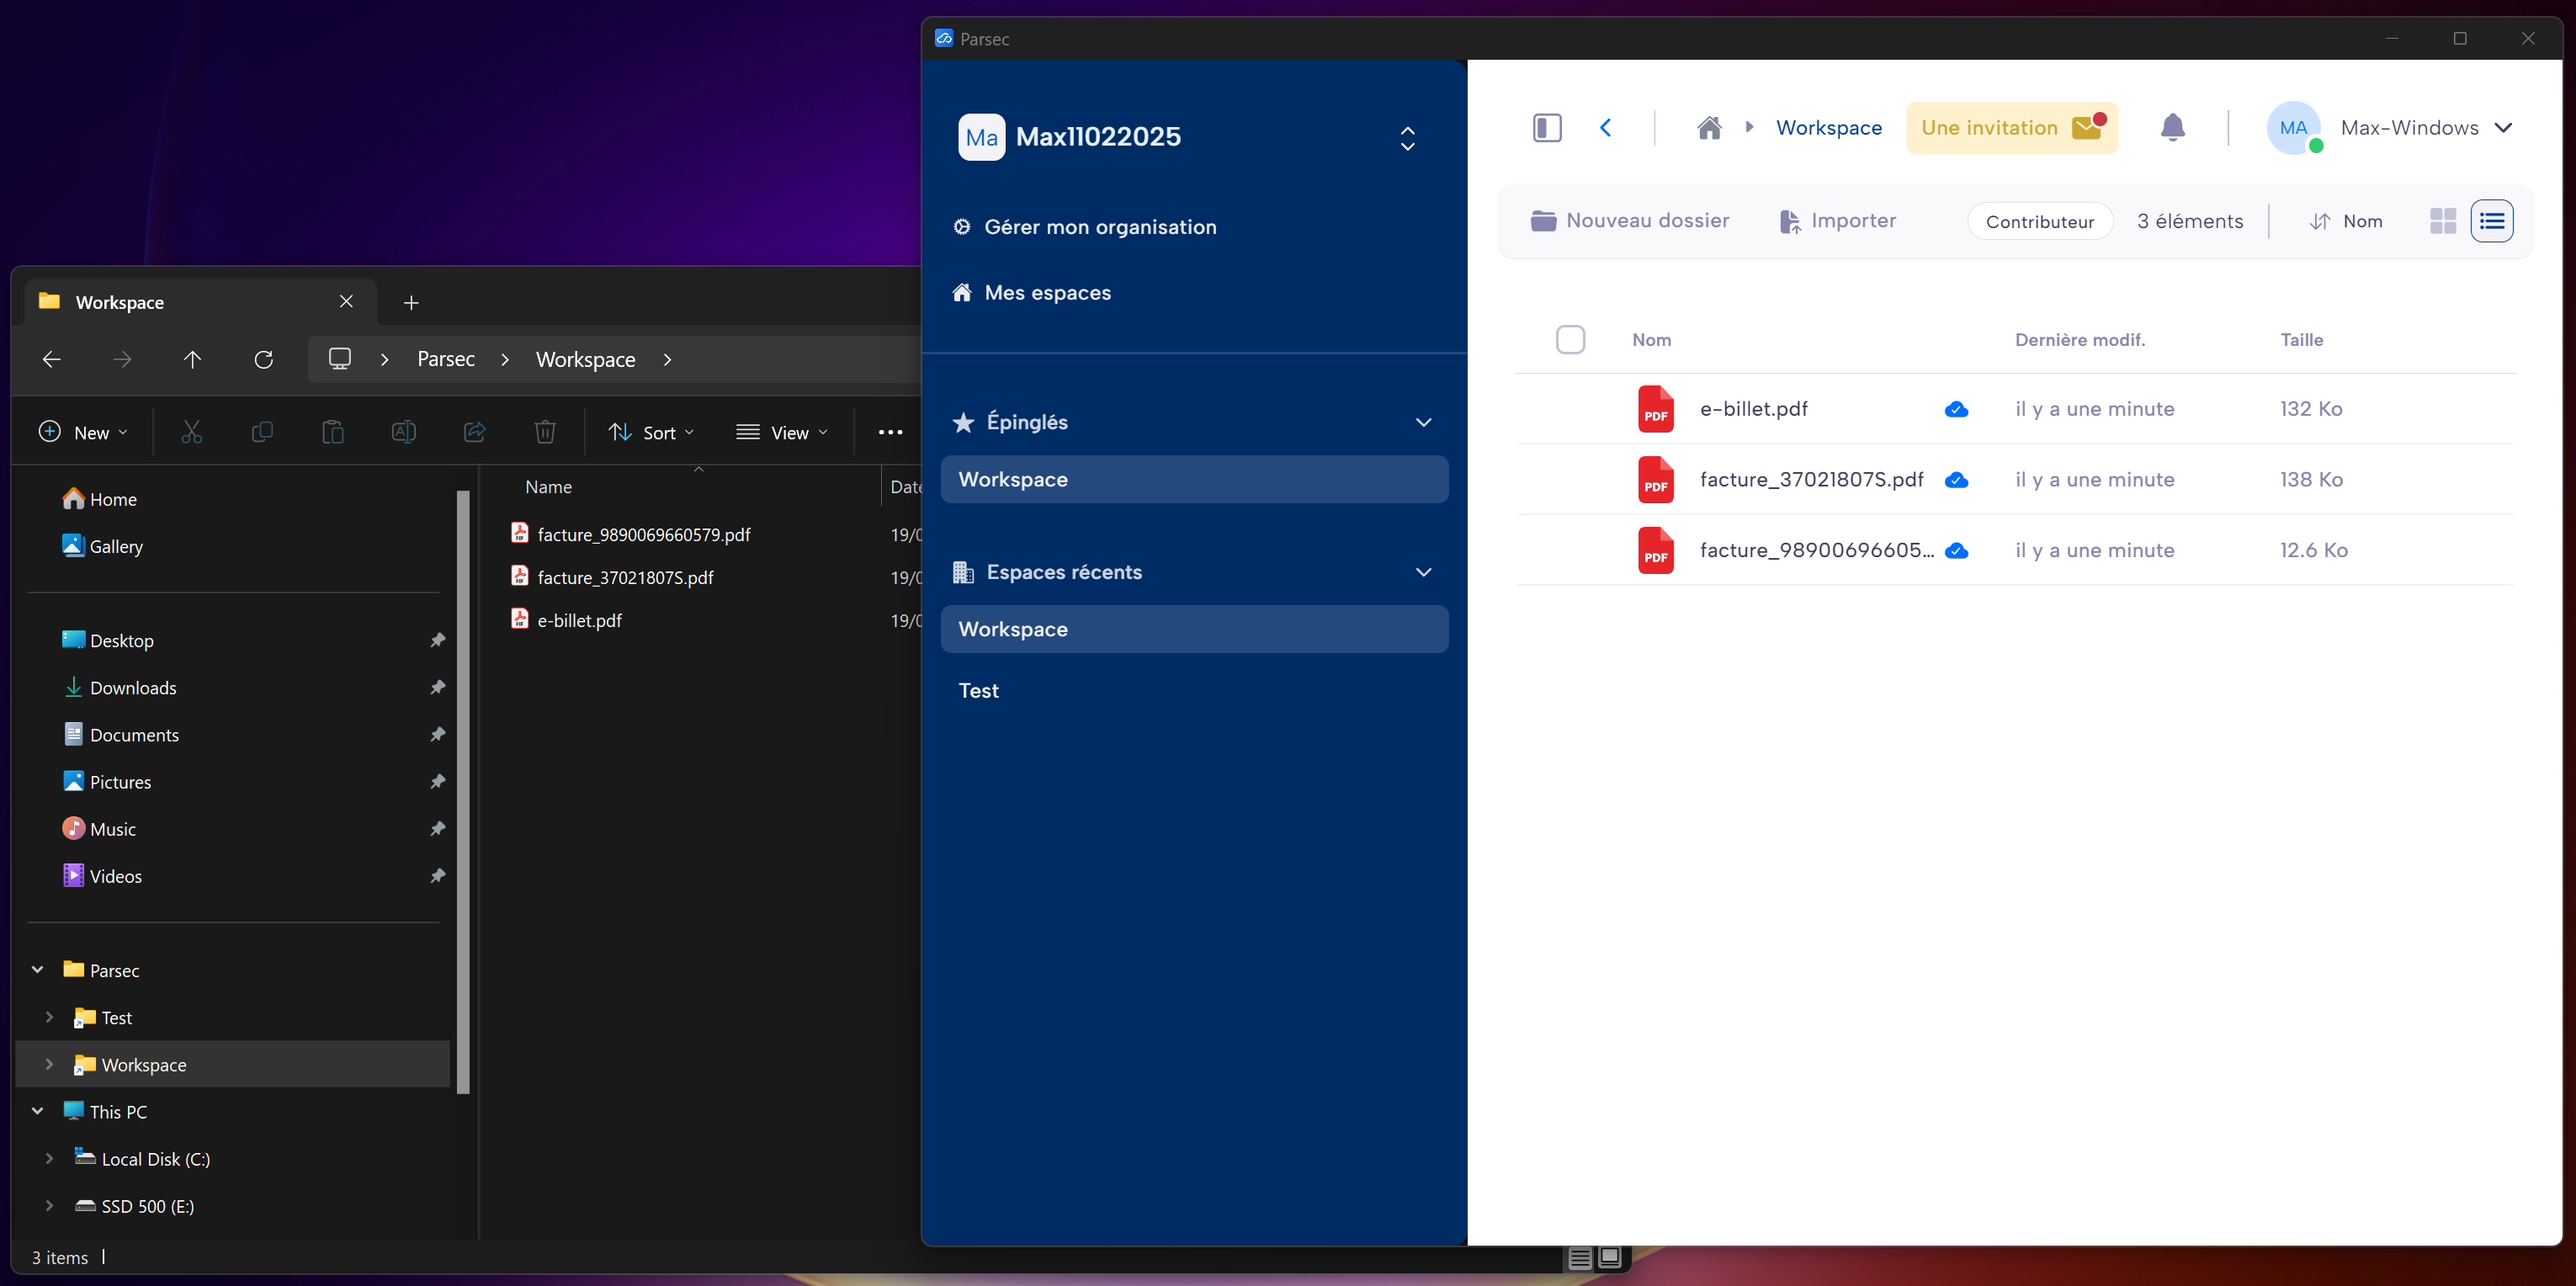 Workspace
Parsec
Workspace
New
Sort
View
Home
Gallery
Desktop
Downloads
Documents
Pictures
Music
Videos
Parsec
Test
Workspace
This PC
Local Disk (C:)
SSD 500 (E:)
3 items
Name
Date
facture_9890069660579.pdf
19/0
facture_37021807S.pdf
19/0
e-billet.pdf
19/0
Parsec
Ma
Max11022025
Gérer mon organisation
Mes espaces
Épinglés
Workspace
Espaces récents
Workspace
Test
Workspace
Une invitation
MA
Max-Windows
Nouveau dossier
Importer
Contributeur
3 éléments
Nom
Nom
Dernière modif.
Taille
PDF
e-billet.pdf
il y a une minute
132 Ko
PDF
facture_37021807S.pdf
il y a une minute
138 Ko
PDF
facture_98900696605...
il y a une minute
12.6 Ko